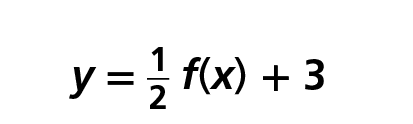 y = 1/2 f(x) + 3